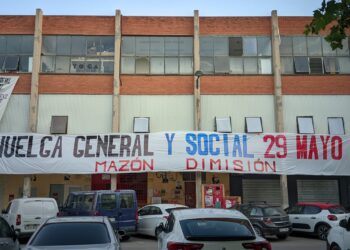 HUELGA GENERAL Y SOCIAL 29 MAYO
MAZÓN DIMISIÓN